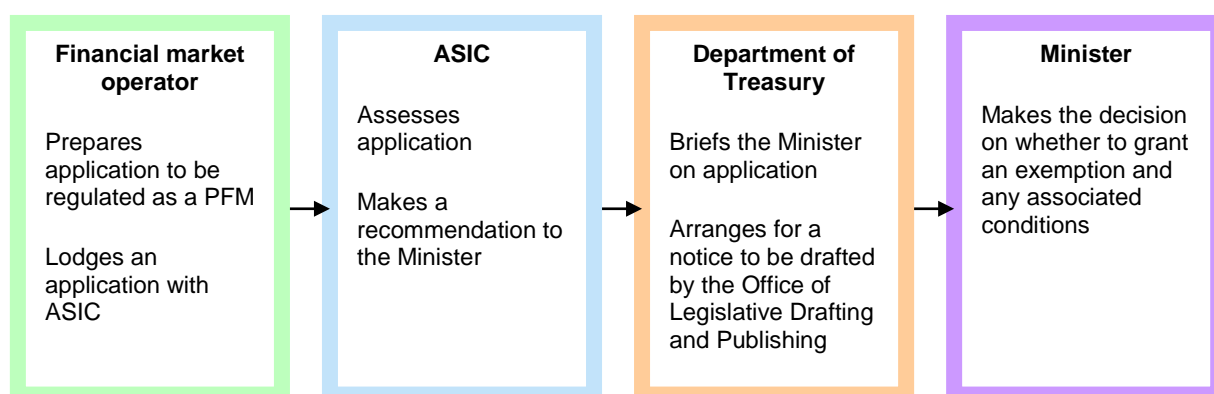 Financial market
operator
Prepares
application to be
regulated as a PFM
Lodges an
application with
ASIC
ASIC
Assesses
application
Makes a
recommendation to
the Minister
Department of
Treasury
Briefs the Minister
on application
Arranges for a
notice to be drafted
by the Office of
Legislative Drafting
and Publishing
Minister
Makes the decision
on whether to grant
an exemption and
any associated
conditions